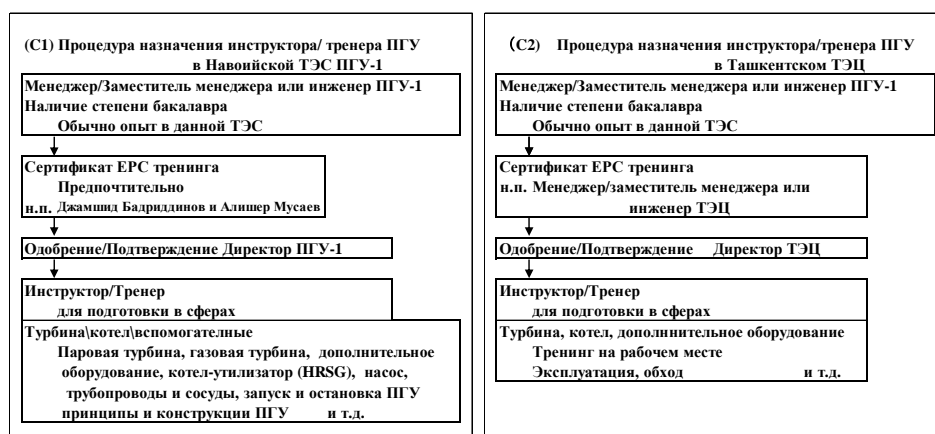 (C1) Процедура назначения инструктора/ тренера ПГУ
в Навоийской ТЭС ПГУ-1
Менеджер/Заместитель менеджера или инженер ПГУ-1
Наличие степени бакалавра
Обычно опыт в данной ТЭС
Сертификат EPC тренинга
Предпочтительно
н.п. Джамшид Бадриддинов и Алишер Мусаев
Одобрение/Подтверждение Директор ПГУ-1
Инструктор/Тренер
для подготовки в сферах
Турбина\котел\вспомогателные
Паровая турбина, газовая турбина, дополнительное
оборудование, котел-утилизатор (HRSG), насос,
трубопроводы и сосуды, запуск и остановка ПГУ
принципы и конструкции ПГУ и т.д.
(C2) Процедура назначения инструктора/тренера ПГУ
в Ташкентском ТЭЦ
Менеджер/Заместитель менеджера или инженер ПГУ-1
Наличие степени бакалавра
Обычно опыт в данной ТЭС
Сертификат EPC тренинга
н.п. Менеджер/заместитель менеджера или
инженер ТЭЦ
Одобрение/Подтверждение Директор ТЭЦ
Инструктор/Тренер
для подготовки в сферах
Турбина, котел, дополннительное оборудование
Тренинг на рабочем месте
Эксплуатация, обход и т.д.